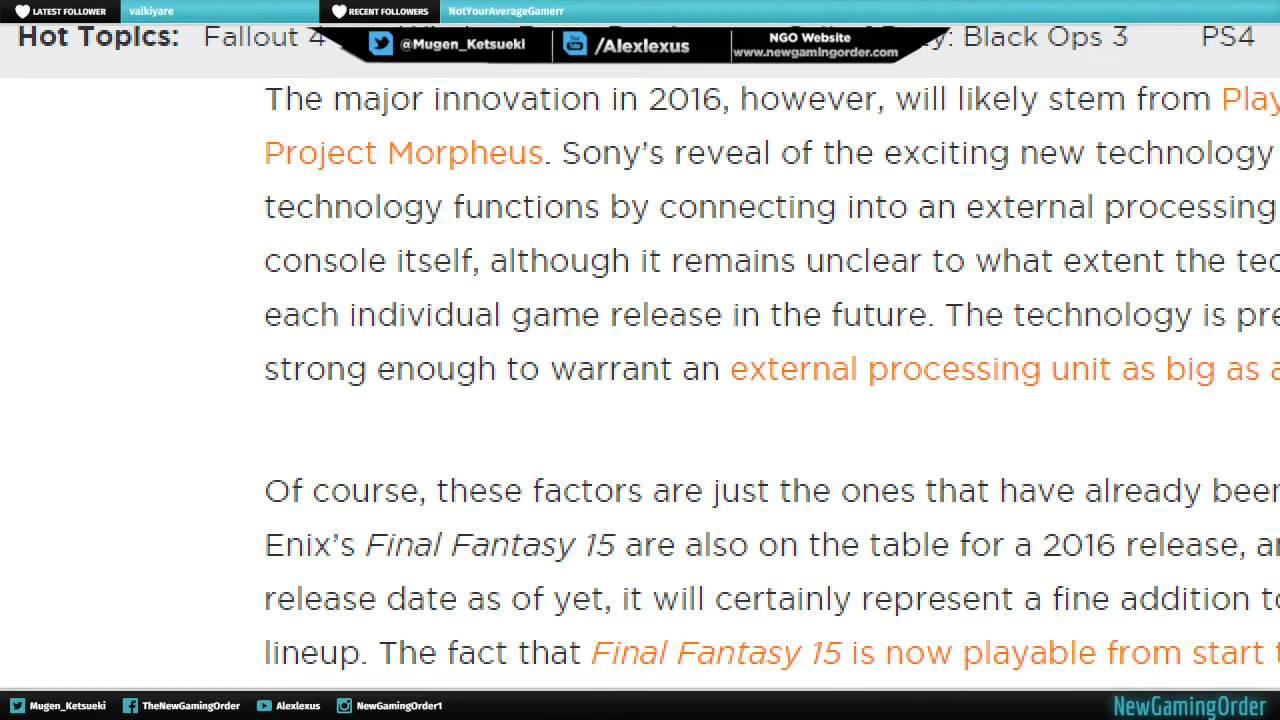 LATEST FOLLOWER valkiyare RECENT FOLLOWERS NotYourAverageGamerr
Hot Topics: Fallout 4 : Black Ops 3 PS4
@Mugen_Ketsueki /Alexlexus NGO Website
www.newgamingorder.com
The major innovation in 2016, however, will likely stem from Play
Project Morpheus. Sony’s reveal of the exciting new technology
technology functions by connecting into an external processing
console itself, although it remains unclear to what extent the tec
each individual game release in the future. The technology is pre
strong enough to warrant an external processing unit as big as a
Of course, these factors are just the ones that have already been
Enix’s Final Fantasy 15 are also on the table for a 2016 release, an
release date as of yet, it will certainly represent a fine addition to
lineup. The fact that Final Fantasy 15 is now playable from start t
Mugen_Ketsueki TheNewGamingOrder Alexlexus NewGamingOrder1 NewGamingOrder